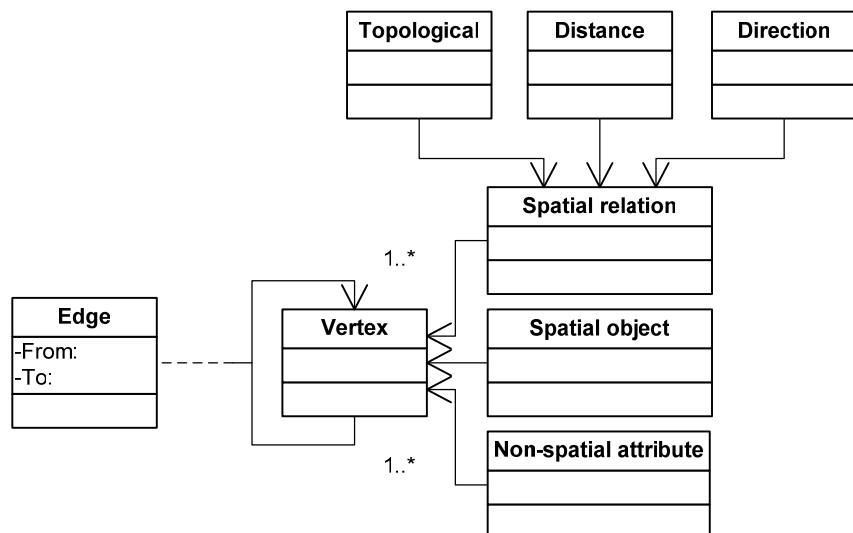 Topological
Distance
Direction
Spatial relation
1..*
Edge
-From:
-To:
Vertex
Spatial object
Non-spatial attribute
1..*